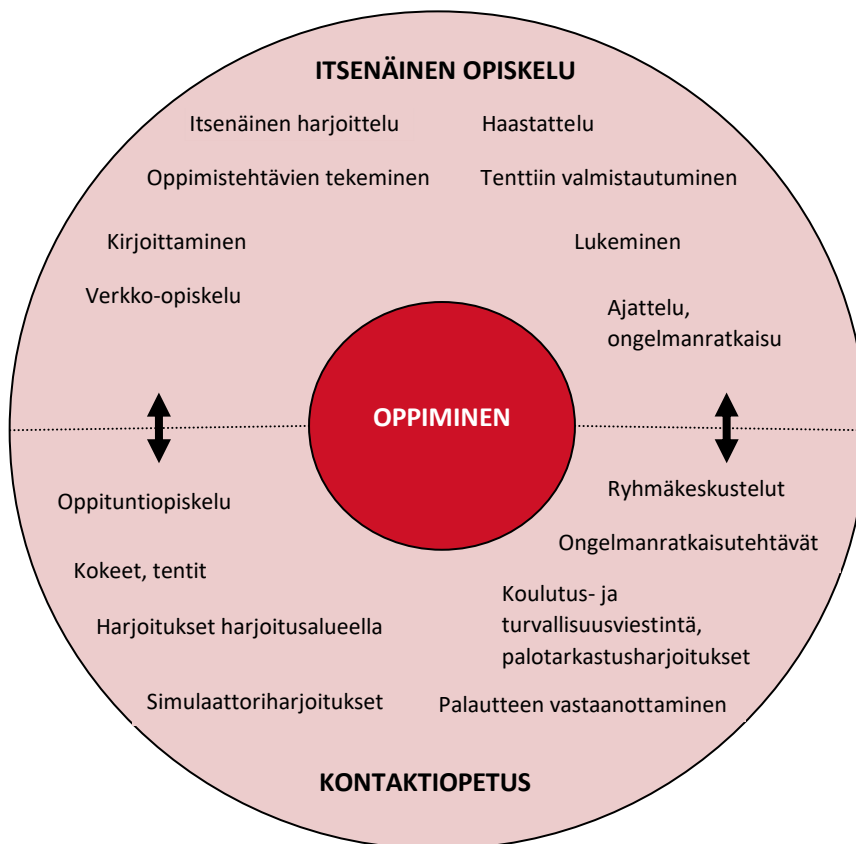 ITSENÄINEN OPISKELU
Itsenäinen harjoittelu
Haastattelu
Oppimistehtävien tekeminen
Tenttiin valmistautuminen
Kirjoittaminen
Lukeminen
Verkko-opiskelu
Ajattelu,
ongelmanratkaisu
OPPIMINEN
Oppituntiopiskelu
Ryhmäkeskustelut
Ongelmanratkaisutehtävät
Kokeet, tentit
Koulutus- ja
turvallisuusviestintä,
palotarkastusharjoitukset
Harjoitukset harjoitusalueella
Simulaattoriharjoitukset
Palautteen vastaanottaminen
KONTAKTIOPETUS